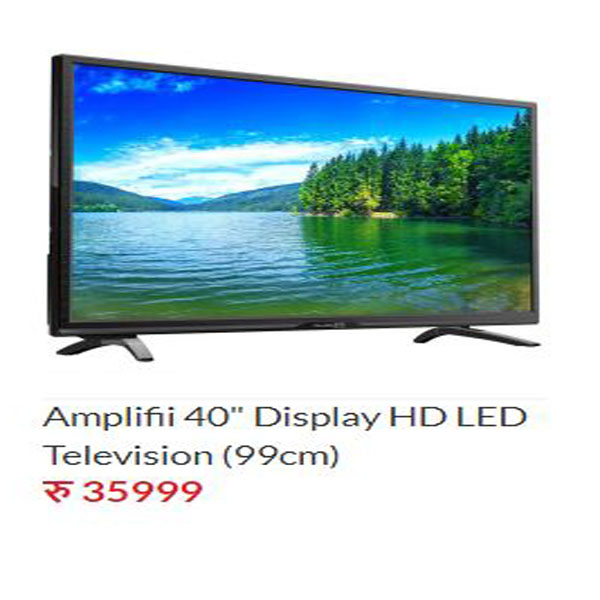 Amplifii 40" Display HD LED
Television (99cm)
रु 35999